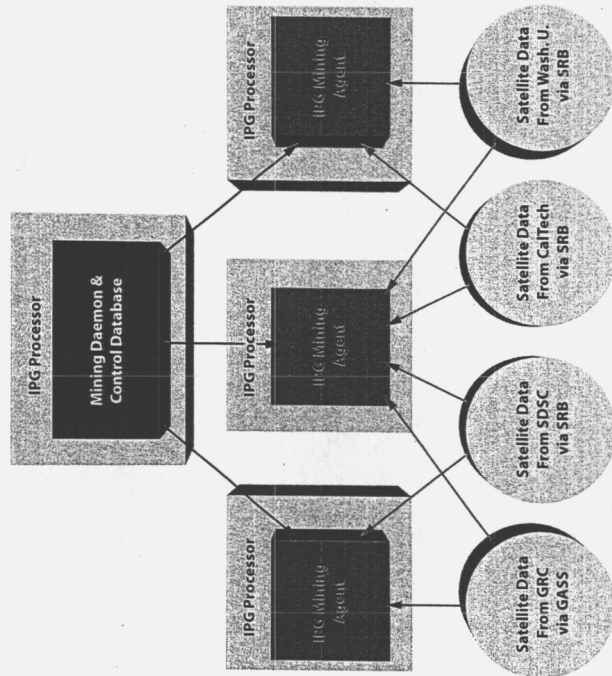 IPG Processor
Mining Daemon &
Control Database
IPG Processor
IPG Mining
Agent
IPG Processor
IPG Mining
Agent
IPG Processor
IPG Mining
Agent
Satellite Data
From GRC
via GASS
Satellite Data
From SDSC
via SRB
Satellite Data
From CalTech
via SRB
Satellite Data
From Wash. U.
via SRB